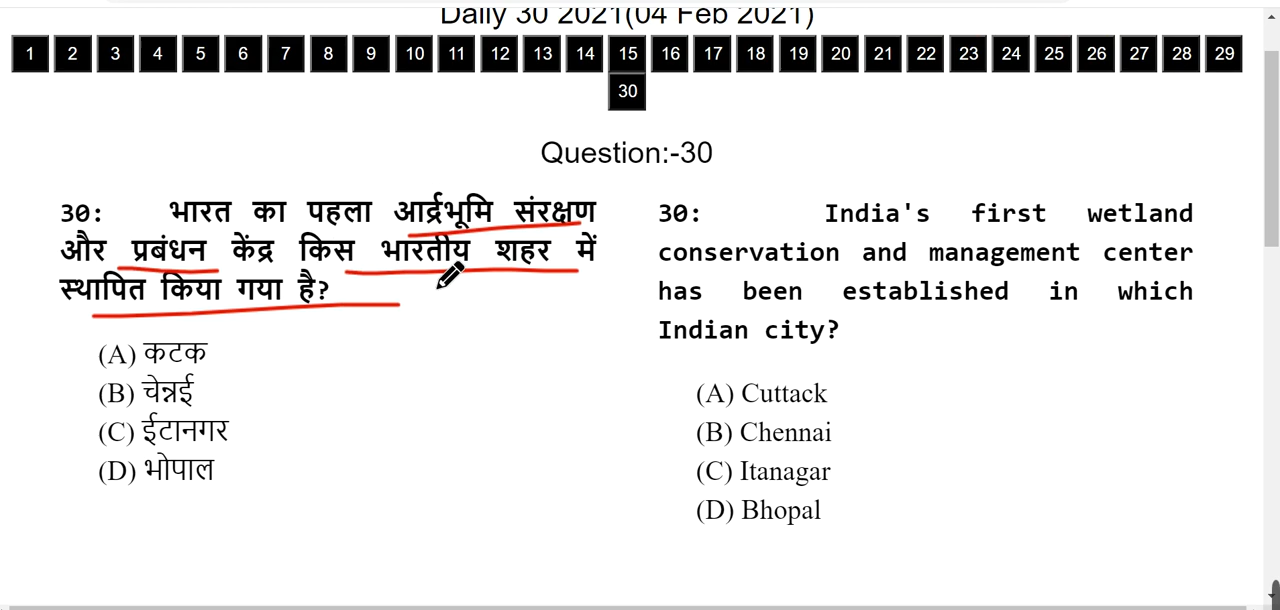 Daily 30 2021(04 Feb 2021)
1 2 3 4 5 6 7 8 9 10 11 12 13 14 15 16 17 18 19 20 21 22 23 24 25 26 27 28 29
30
Question:-30
30: भारत का पहला आर्द्रभूमि संरक्षण
और प्रबंधन केंद्र किस भारतीय शहर में
स्थापित किया गया है?
(A) कटक
(B) चेन्नई
(C) ईटानगर
(D) भोपाल
30: India's first wetland
conservation and management center
has been established in which
Indian city?
(A) Cuttack
(B) Chennai
(C) Itanagar
(D) Bhopal